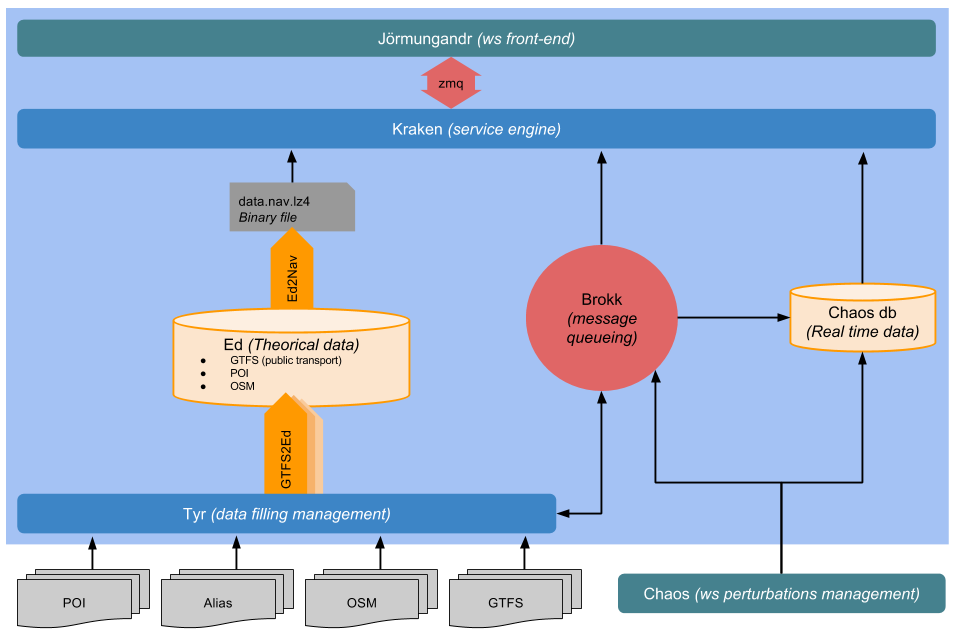 Jörmungandr (ws front-end)
zmq
Kraken (service engine)
data.nav.lz4
Binary file
Ed2Nav
Brokk
(message
queueing)
Chaos db
(Real time data)
Ed (Theorical data)
● GTFS (public transport)
● POI
● OSM
GTFS2Ed
Tyr (data filling management)
POI
Alias
OSM
GTFS
Chaos (ws perturbations management)